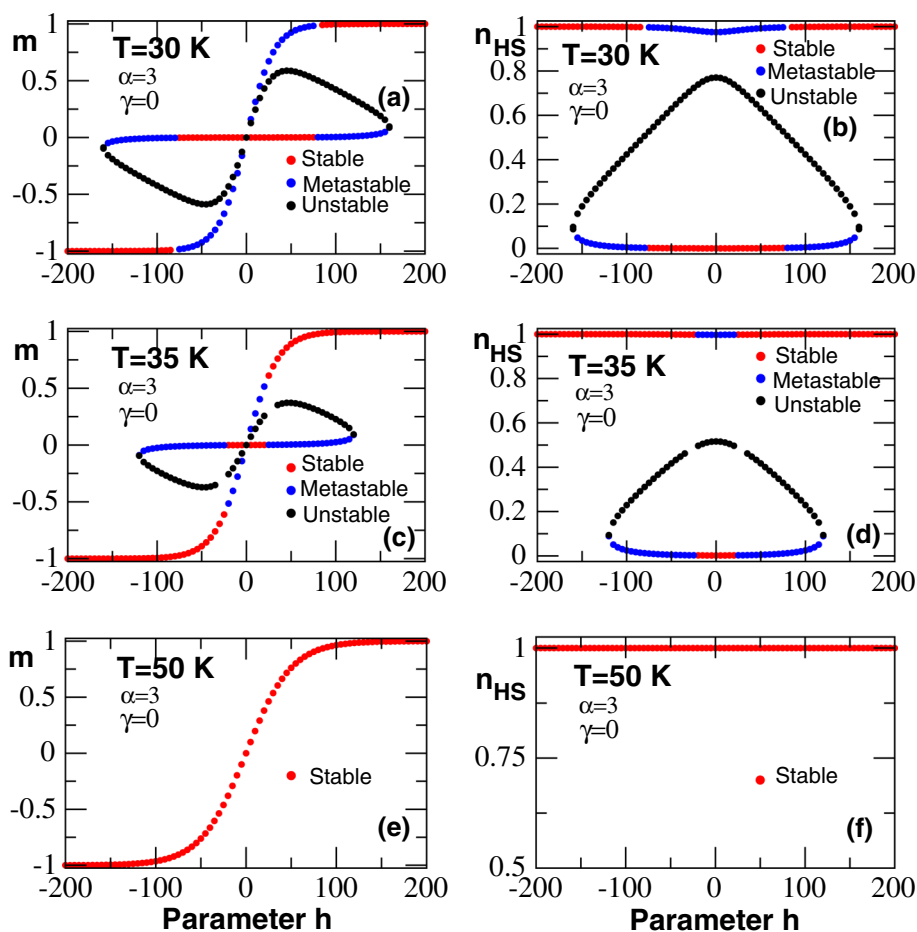 m
1
0.5
0
-0.5
-1
T=30 K
α=3
γ=0
(a)
Stable
Metastable
Unstable
-200 -100 0 100 200
nHS
1
0.8
0.6
0.4
0.2
0
T=30 K
α=3
γ=0
Stable
Metastable
Unstable
(b)
-200 -100 0 100 200
m
1
0.5
0
-0.5
-1
T=35 K
α=3
γ=0
Stable
Metastable
Unstable
(c)
-200 -100 0 100 200
nHS
1
0.8
0.6
0.4
0.2
0
T=35 K
α=3
γ=0
Stable
Metastable
Unstable
(d)
-200 -100 0 100 200
m
1
0.5
0
-0.5
-1
T=50 K
α=3
γ=0
Stable
(e)
-200 -100 0 100 200
Parameter h
nHS
1
0.75
0.5
T=50 K
α=3
γ=0
Stable
(f)
-200 -100 0 100 200
Parameter h